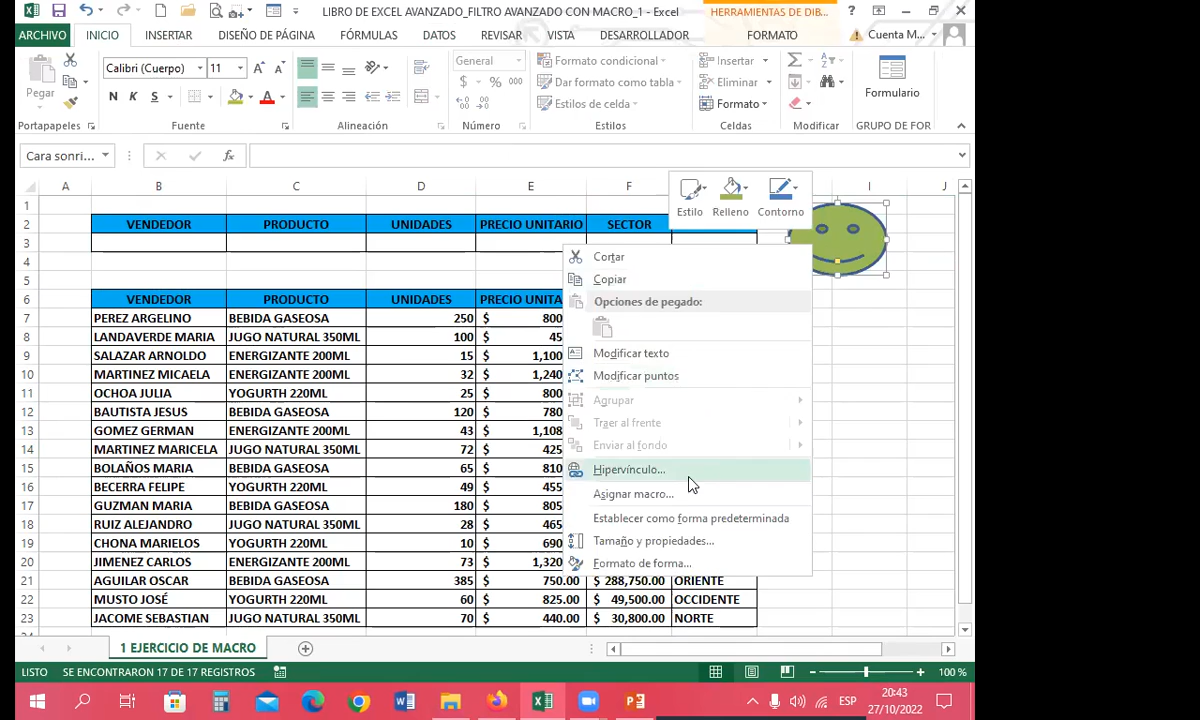 LIBRO DE EXCEL AVANZADO_FILTRO AVANZADO CON MACRO_1 - Excel
HERRAMIENTAS DE DIB...
?
ARCHIVO INICIO INSERTAR DISEÑO DE PÁGINA FÓRMULAS DATOS REVISAR VISTA DESARROLLADOR FORMATO Cuenta M...
Pegar
Calibri (Cuerpo) 11
General
Formato condicional
Insertar
N K S
$ % 000
Dar formato como tabla
Eliminar
Estilos de celda
Formato
Formulario
Portapapeles Fuente Alineación Número Estilos Celdas Modificar GRUPO DE FOR
Cara sonri...
fx
A B C D E F I J
Estilo Relleno Contorno
1
2 VENDEDOR PRODUCTO UNIDADES PRECIO UNITARIO SECTOR
3
4
5
6 VENDEDOR PRODUCTO UNIDADES PRECIO UNITA
7 PEREZ ARGELINO BEBIDA GASEOSA 250 $ 800
8 LANDAVERDE MARIA JUGO NATURAL 350ML 100 $ 45
9 SALAZAR ARNOLDO ENERGIZANTE 200ML 15 $ 1,100
10 MARTINEZ MICAELA ENERGIZANTE 200ML 32 $ 1,240
11 OCHOA JULIA YOGURTH 220ML 25 $ 800
12 BAUTISTA JESUS BEBIDA GASEOSA 120 $ 780
13 GOMEZ GERMAN ENERGIZANTE 200ML 43 $ 1,108
14 MARTINEZ MARICELA JUGO NATURAL 350ML 72 $ 425
15 BOLAÑOS MARIA BEBIDA GASEOSA 65 $ 810
16 BECERRA FELIPE YOGURTH 220ML 49 $ 455
17 GUZMAN MARIA BEBIDA GASEOSA 180 $ 805
18 RUIZ ALEJANDRO JUGO NATURAL 350ML 28 $ 465
19 CHONA MARIELOS YOGURTH 220ML 10 $ 690
20 JIMENEZ CARLOS ENERGIZANTE 200ML 73 $ 1,320
21 AGUILAR OSCAR BEBIDA GASEOSA 385 $ 750.00 $ 288,750.00 ORIENTE
22 MUSTO JOSÉ YOGURTH 220ML 60 $ 825.00 $ 49,500.00 OCCIDENTE
23 JACOME SEBASTIAN JUGO NATURAL 350ML 70 $ 440.00 $ 30,800.00 NORTE
Cortar
Copiar
Opciones de pegado:
Modificar texto
Modificar puntos
Agrupar
Traer al frente
Enviar al fondo
Hipervínculo...
Asignar macro...
Establecer como forma predeterminada
Tamaño y propiedades...
Formato de forma...
1 EJERCICIO DE MACRO
LISTO SE ENCONTRARON 17 DE 17 REGISTROS 100 %
ESP
20:43
27/10/2022